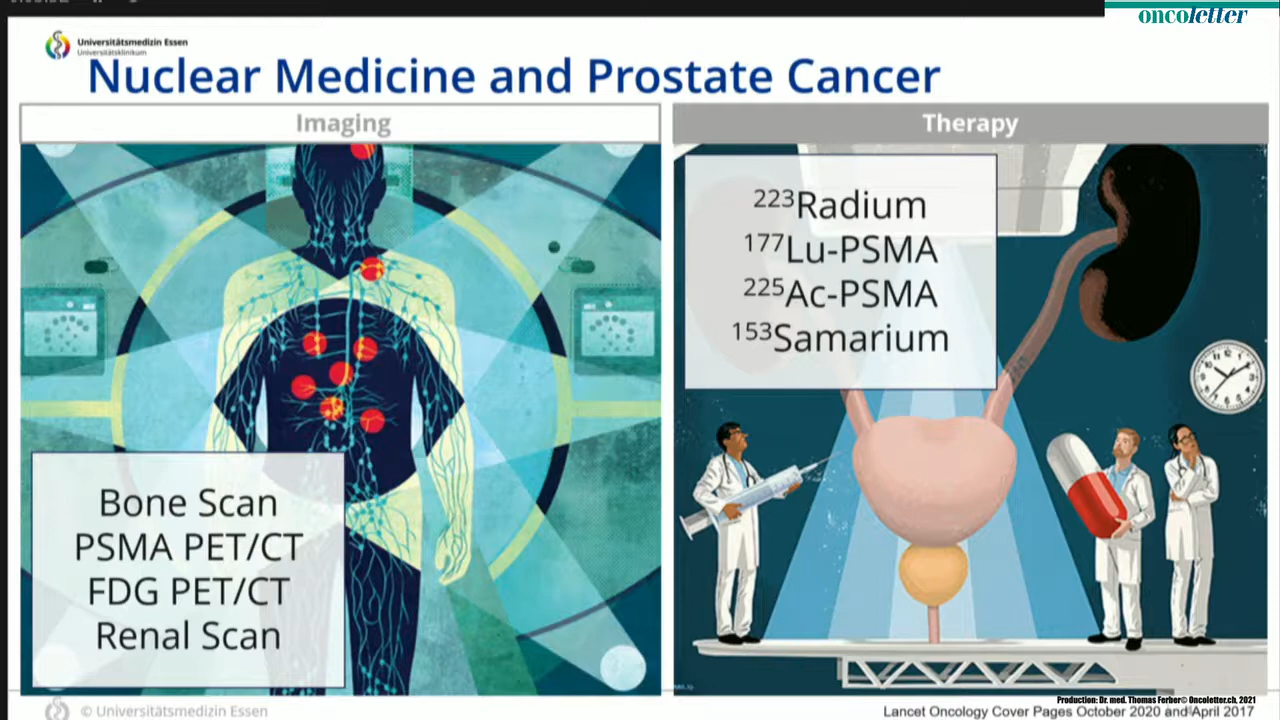 oncoletter
Universitätsmedizin Essen
Universitätsklinikum
Nuclear Medicine and Prostate Cancer
Imaging
Therapy
Bone Scan
PSMA PET/CT
FDG PET/CT
Renal Scan
²²³Radium
¹⁷⁷Lu-PSMA
²²⁵Ac-PSMA
¹⁵³Samarium
© Universitätsmedizin Essen
Production: Dr. med. Thomas Ferber© Oncoletter.ch, 2021
Lancet Oncology Cover Pages October 2020 and April 2017